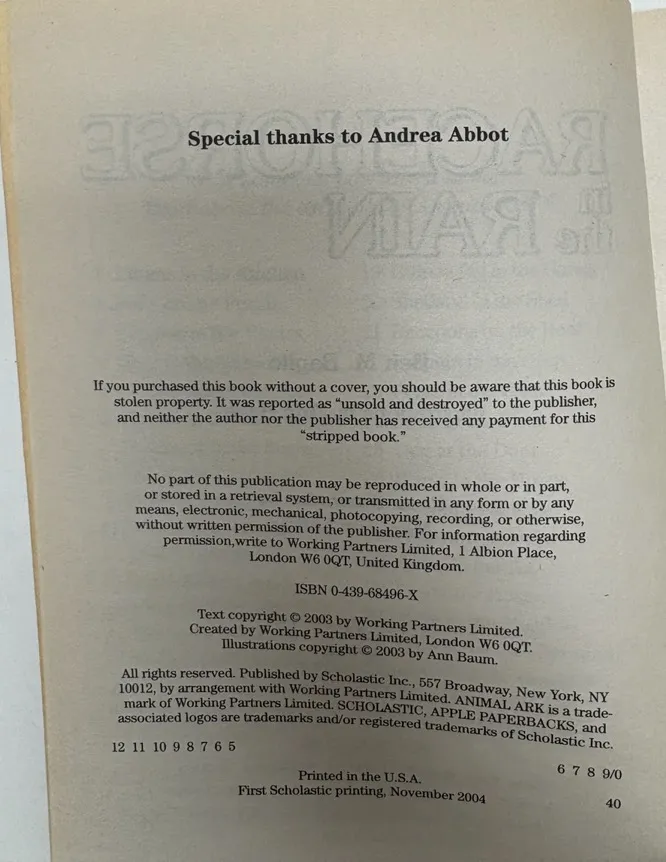 Special thanks to Andrea Abbot
If you purchased this book without a cover, you should be aware that this book is
stolen property. It was reported as “unsold and destroyed” to the publisher,
and neither the author nor the publisher has received any payment for this
“stripped book.”
No part of this publication may be reproduced in whole or in part,
or stored in a retrieval system, or transmitted in any form or by any
means, electronic, mechanical, photocopying, recording, or otherwise,
without written permission of the publisher. For information regarding
permission,write to Working Partners Limited, 1 Albion Place,
London W6 0QT, United Kingdom.
ISBN 0-439-68496-X
Text copyright © 2003 by Working Partners Limited.
Created by Working Partners Limited, London W6 0QT.
Illustrations copyright © 2003 by Ann Baum.
All rights reserved. Published by Scholastic Inc., 557 Broadway, New York, NY
10012, by arrangement with Working Partners Limited. ANIMAL ARK is a trade-
mark of Working Partners Limited. SCHOLASTIC, APPLE PAPERBACKS, and
associated logos are trademarks and/or registered trademarks of Scholastic Inc.
12 11 10 9 8 7 6 5
6 7 8 9/0
Printed in the U.S.A.
First Scholastic printing, November 2004
40